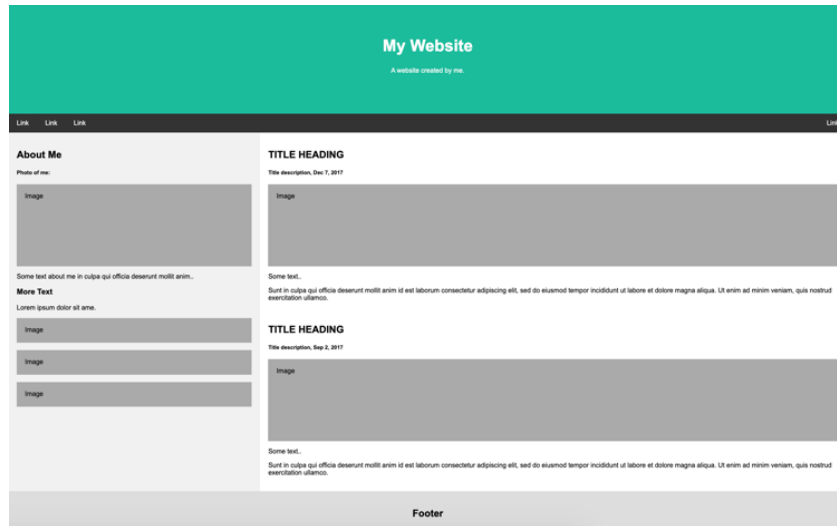 My Website
A website created by me.
Link Link Link Link
About Me
Photo of me:
Image
Some text about me in culpa qui officia deserunt mollit anim..
More Text
Lorem ipsum dolor sit ame.
Image
Image
Image
TITLE HEADING
Title description, Dec 7, 2017
Image
Some text..
Sunt in culpa qui officia deserunt mollit anim id est laborum consectetur adipiscing elit, sed do eiusmod tempor incididunt ut labore et dolore magna aliqua. Ut enim ad minim veniam, quis nostrud
exercitation ullamco.
TITLE HEADING
Title description, Sep 2, 2017
Image
Some text..
Sunt in culpa qui officia deserunt mollit anim id est laborum consectetur adipiscing elit, sed do eiusmod tempor incididunt ut labore et dolore magna aliqua. Ut enim ad minim veniam, quis nostrud
exercitation ullamco.
Footer